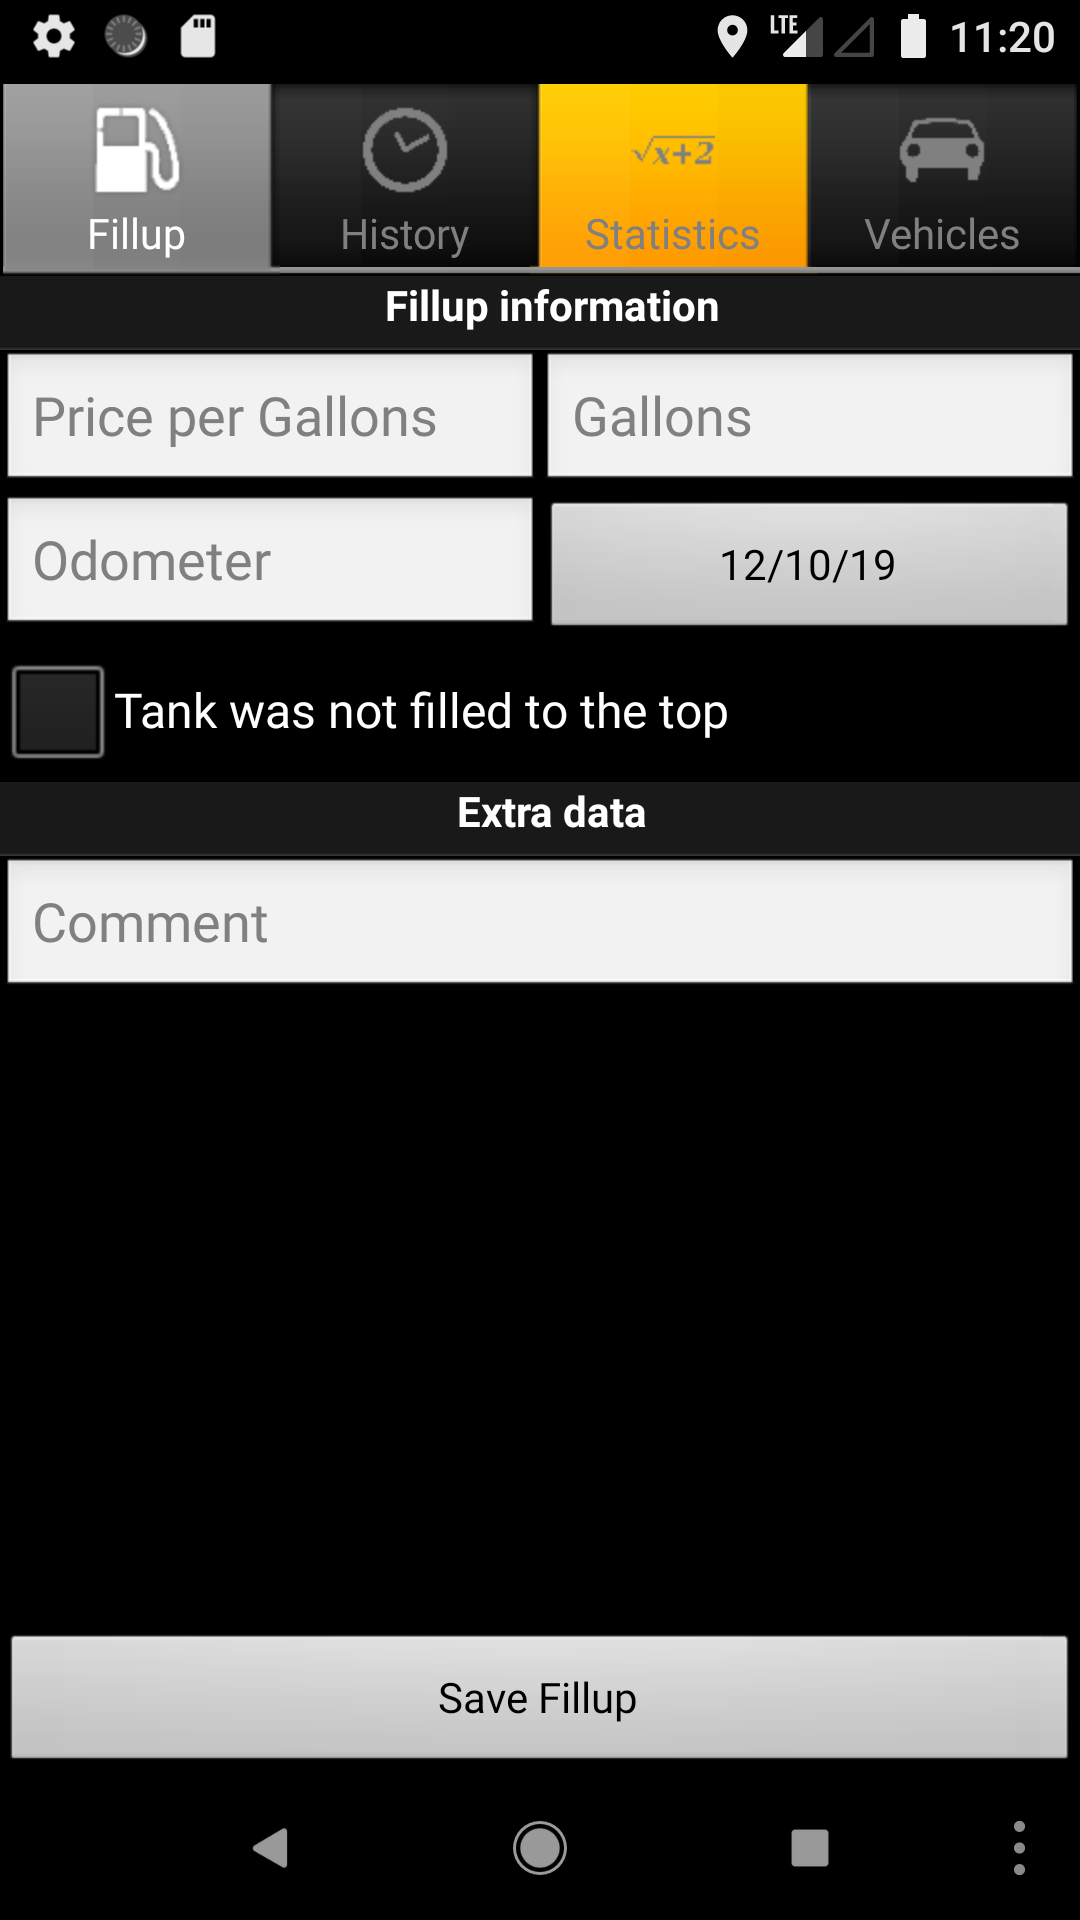 LTE 11:20
Fillup History √x+2 Statistics Vehicles
Fillup information
Price per Gallons Gallons
Odometer 12/10/19
Tank was not filled to the top
Extra data
Comment
Save Fillup